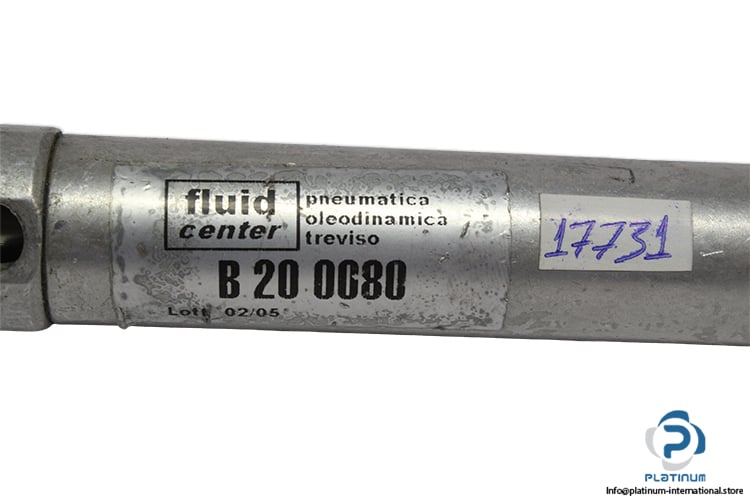 fluid
center
pneumatica
oleodinamica
treviso
B 20 0080
Lott. 02/05
17731
PLATINUM
Info@platinum-international.store